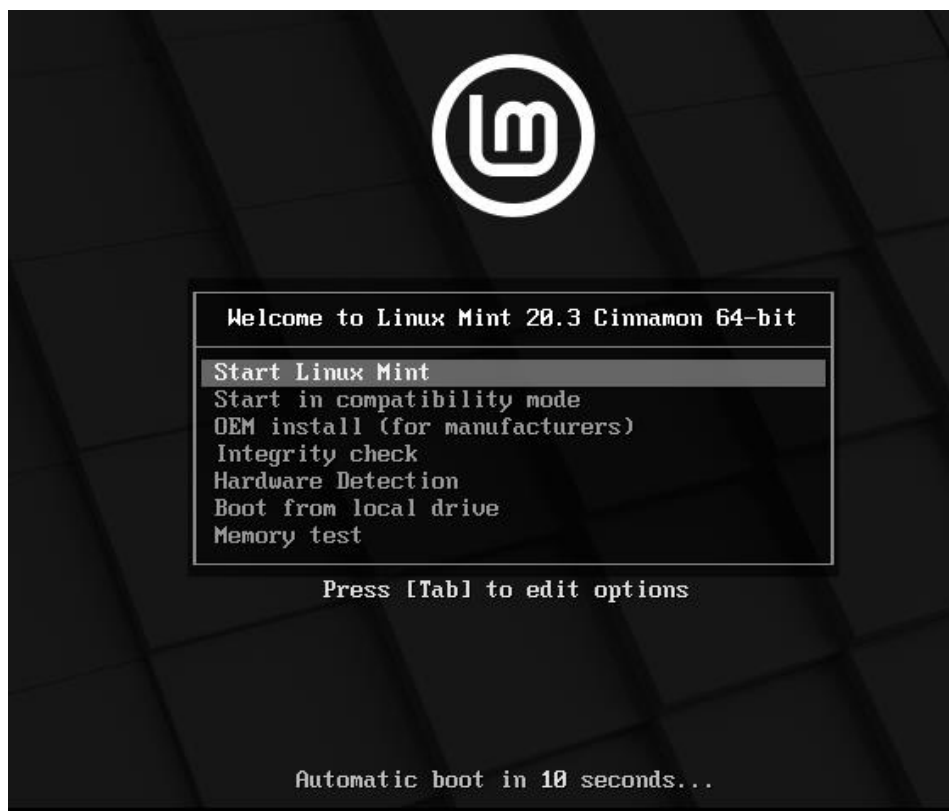 lm
Welcome to Linux Mint 20.3 Cinnamon 64-bit
Start Linux Mint
Start in compatibility mode
OEM install (for manufacturers)
Integrity check
Hardware Detection
Boot from local drive
Memory test
Press [Tab] to edit options
Automatic boot in 10 seconds...